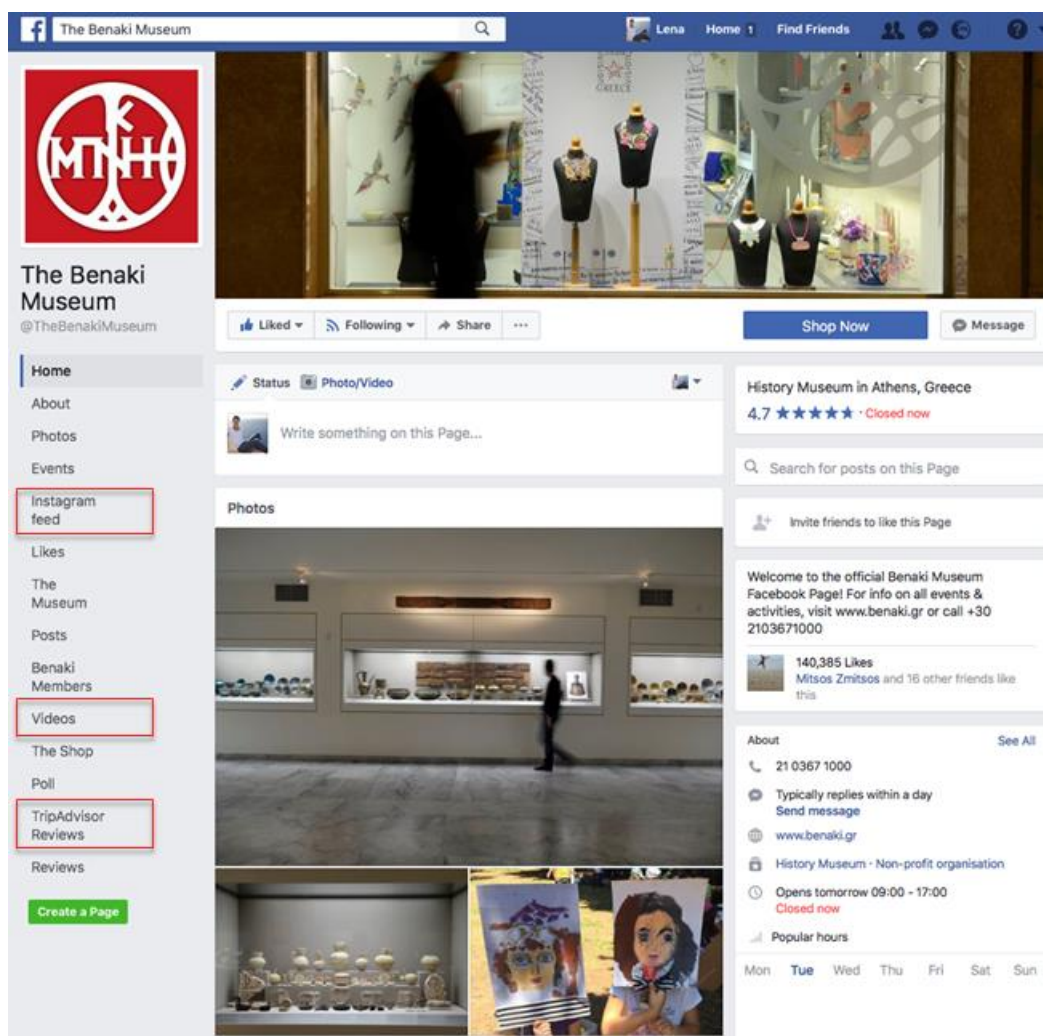 The Benaki Museum
Lena
Home 1
Find Friends
GREECE
ΜΠΚΗ
The Benaki
Museum
@TheBenakiMuseum
Liked
Following
Share
Shop Now
Message
Home
About
Photos
Events
Instagram
feed
Likes
The
Museum
Posts
Benaki
Members
Videos
The Shop
Poll
TripAdvisor
Reviews
Reviews
Create a Page
Status
Photo/Video
Write something on this Page...
Photos
History Museum in Athens, Greece
4.7 ★★★★★ · Closed now
Search for posts on this Page
Invite friends to like this Page
Welcome to the official Benaki Museum
Facebook Page! For info on all events &
activities, visit www.benaki.gr or call +30
2103671000
140,385 Likes
Mitsos Zmitsos and 16 other friends like
this
About
See All
21 0367 1000
Typically replies within a day
Send message
www.benaki.gr
History Museum · Non-profit organisation
Opens tomorrow 09:00 - 17:00
Closed now
Popular hours
Mon Tue Wed Thu Fri Sat Sun